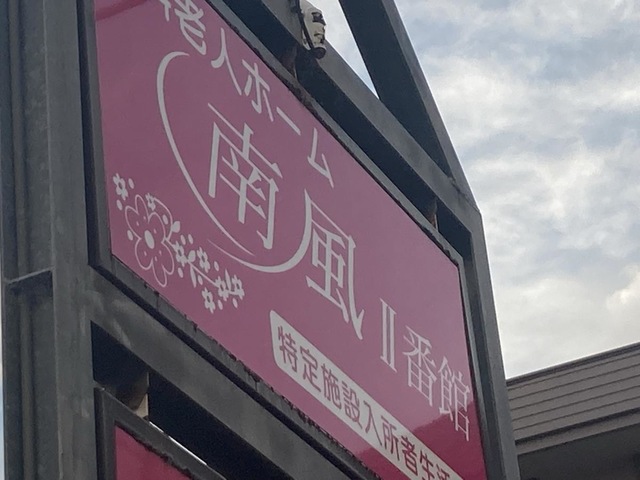 老人ホーム
南風 Ⅱ番館
特定施設入所者生活